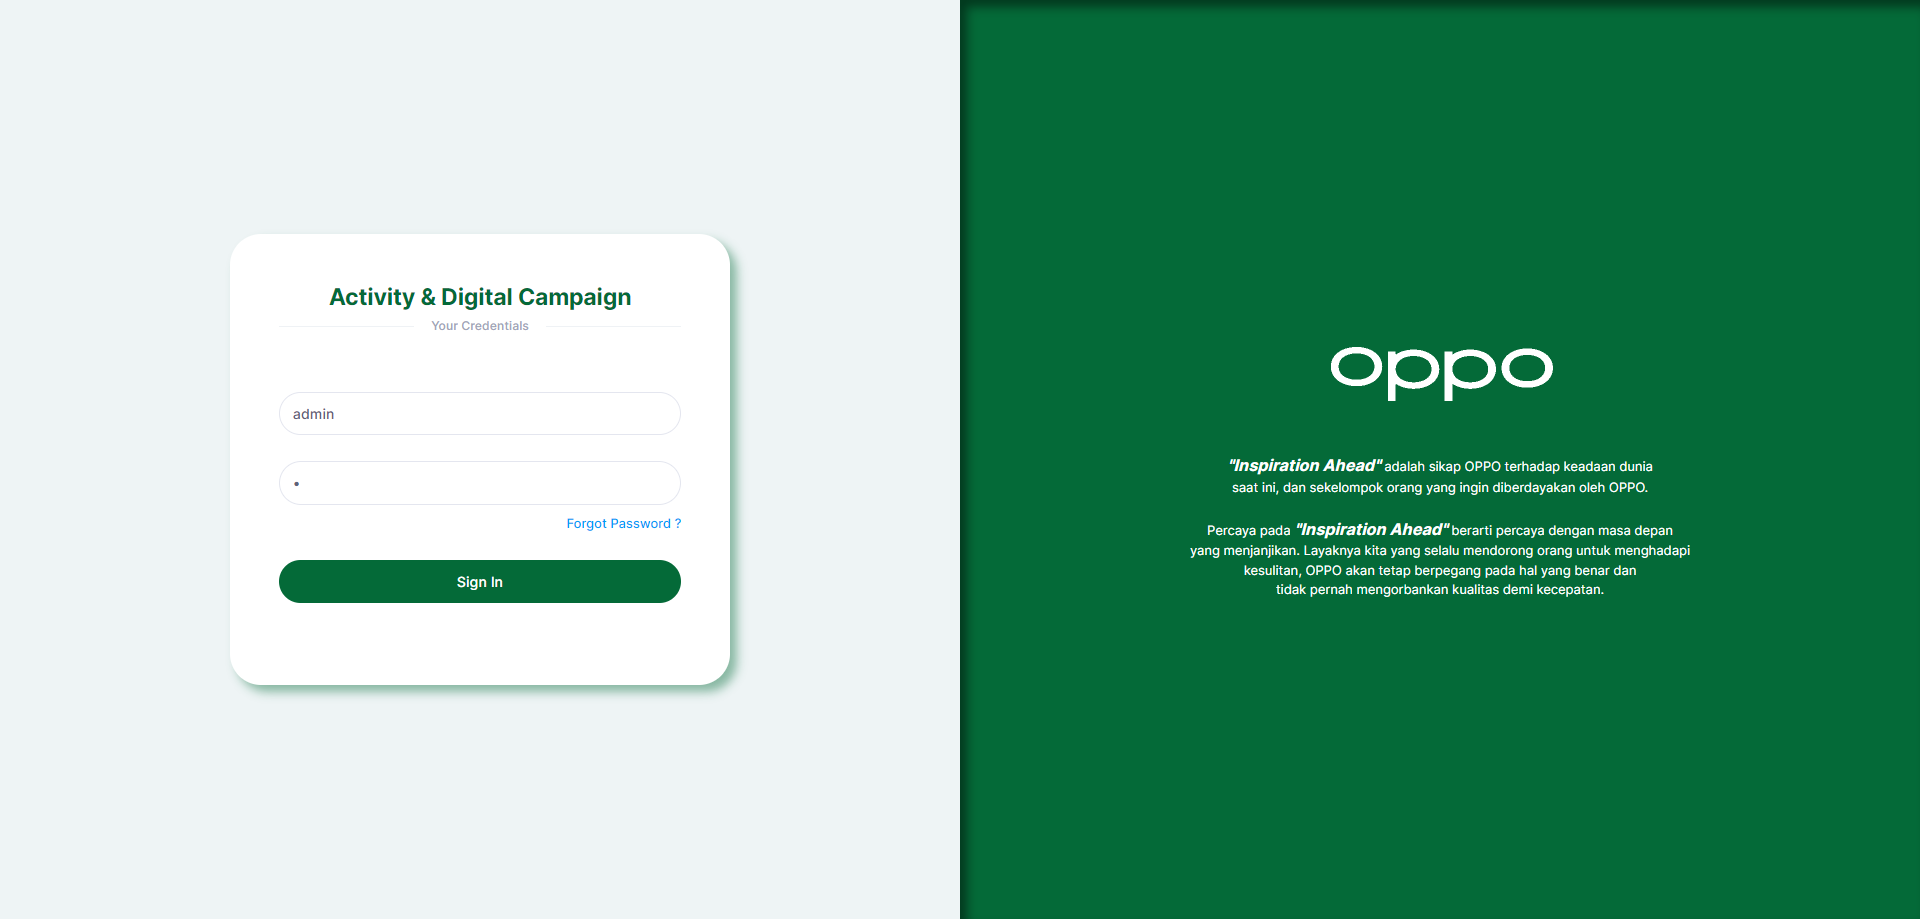 Activity & Digital Campaign
Your Credentials
admin
•
Forgot Password ?
Sign In
oppo
"Inspiration Ahead" adalah sikap OPPO terhadap keadaan dunia
saat ini, dan sekelompok orang yang ingin diberdayakan oleh OPPO.
Percaya pada "Inspiration Ahead" berarti percaya dengan masa depan
yang menjanjikan. Layaknya kita yang selalu mendorong orang untuk menghadapi
kesulitan, OPPO akan tetap berpegang pada hal yang benar dan
tidak pernah mengorbankan kualitas demi kecepatan.